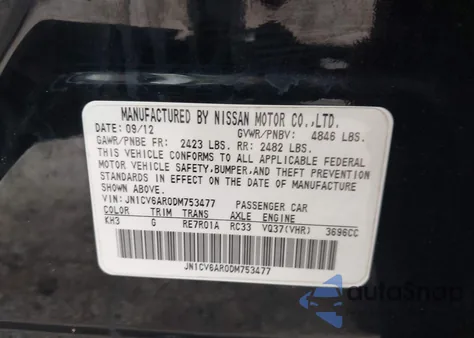 MANUFACTURED BY NISSAN MOTOR CO.,LTD.
DATE: 09/12 GVWR/PNBV: 4846 LBS.
GAWR/PNBE FR: 2423 LBS. RR: 2482 LBS.
THIS VEHICLE CONFORMS TO ALL APPLICABLE FEDERAL
MOTOR VEHICLE SAFETY,BUMPER,AND THEFT PREVENTION
STANDARDS IN EFFECT ON THE DATE OF MANUFACTURE
SHOWN ABOVE.
VIN: JN1CV6AR0DM753477 PASSENGER CAR
COLOR TRIM TRANS AXLE ENGINE
KH3 G RE7R01A RC33 VQ37(VHR) 3696CC
JN1CV6AR0DM753477
autoSnap